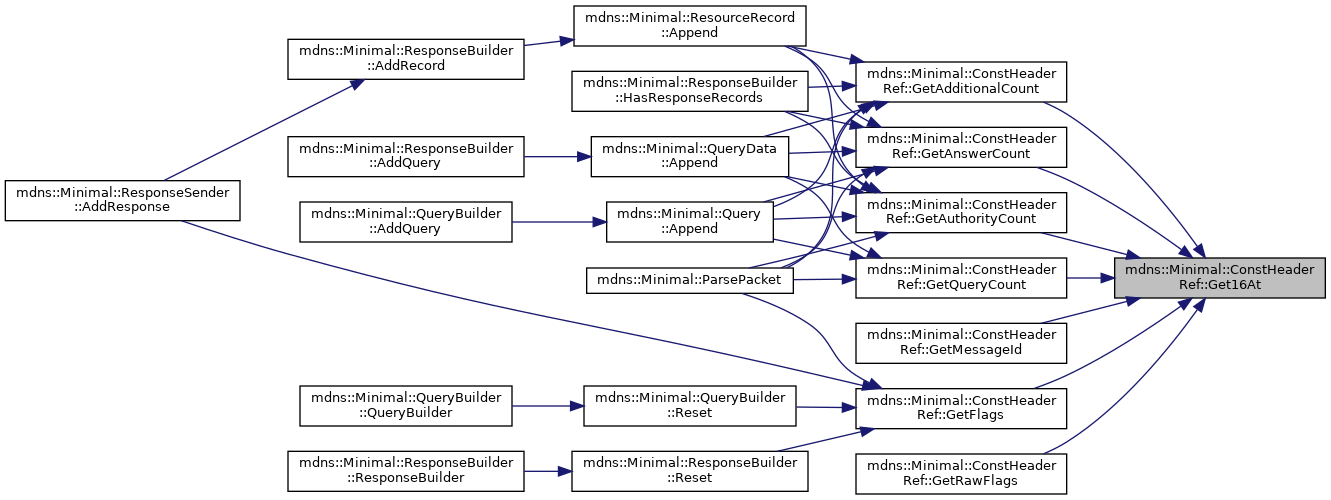 mdns::Minimal::ResourceRecord
::Append
mdns::Minimal::ResponseBuilder
::AddRecord
mdns::Minimal::ConstHeader
Ref::GetAdditionalCount
mdns::Minimal::ResponseBuilder
::HasResponseRecords
mdns::Minimal::ConstHeader
Ref::GetAnswerCount
mdns::Minimal::ResponseBuilder
::AddQuery
mdns::Minimal::QueryData
::Append
mdns::Minimal::ResponseSender
::AddResponse
mdns::Minimal::QueryBuilder
::AddQuery
mdns::Minimal::Query
::Append
mdns::Minimal::ConstHeader
Ref::GetAuthorityCount
mdns::Minimal::ParsePacket
mdns::Minimal::ConstHeader
Ref::GetQueryCount
mdns::Minimal::ConstHeader
Ref::Get16At
mdns::Minimal::ConstHeader
Ref::GetMessageId
mdns::Minimal::QueryBuilder
::QueryBuilder
mdns::Minimal::QueryBuilder
::Reset
mdns::Minimal::ConstHeader
Ref::GetFlags
mdns::Minimal::ResponseBuilder
::ResponseBuilder
mdns::Minimal::ResponseBuilder
::Reset
mdns::Minimal::ConstHeader
Ref::GetRawFlags